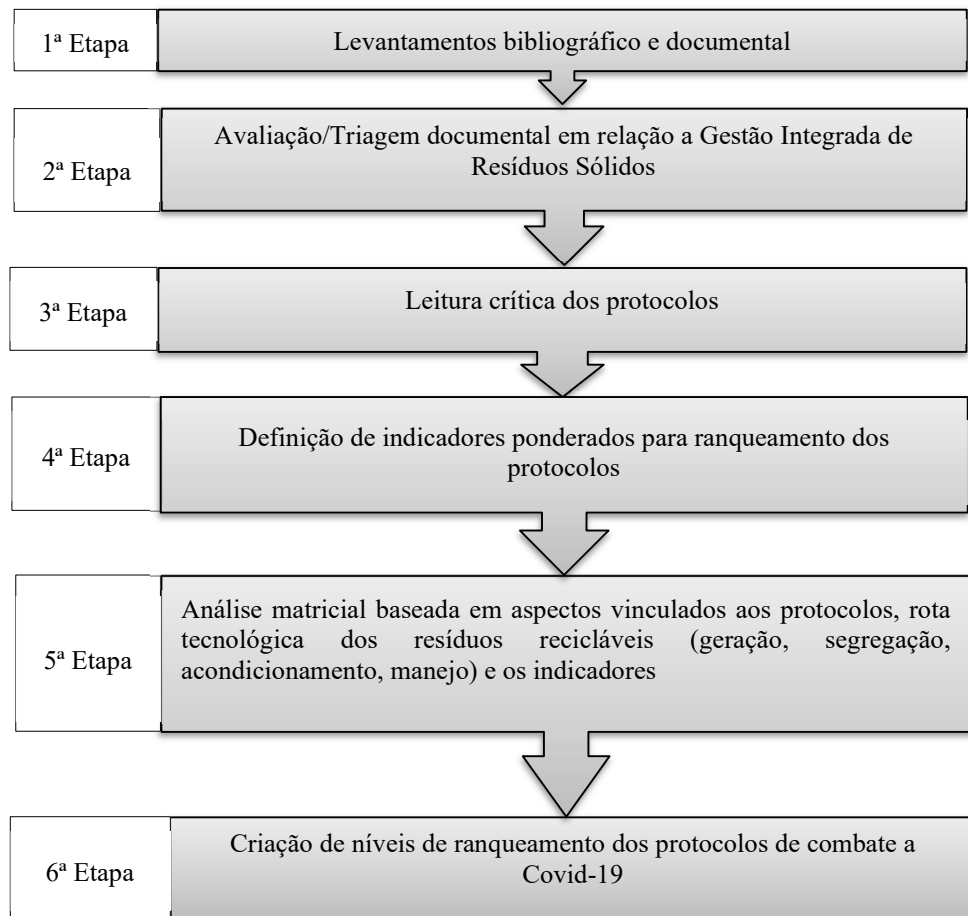 1ª Etapa
Levantamentos bibliográfico e documental
2ª Etapa
Avaliação/Triagem documental em relação a Gestão Integrada de
Resíduos Sólidos
3ª Etapa
Leitura crítica dos protocolos
4ª Etapa
Definição de indicadores ponderados para ranqueamento dos
protocolos
5ª Etapa
Análise matricial baseada em aspectos vinculados aos protocolos, rota
tecnológica dos resíduos recicláveis (geração, segregação,
acondicionamento, manejo) e os indicadores
6ª Etapa
Criação de níveis de ranqueamento dos protocolos de combate a
Covid-19